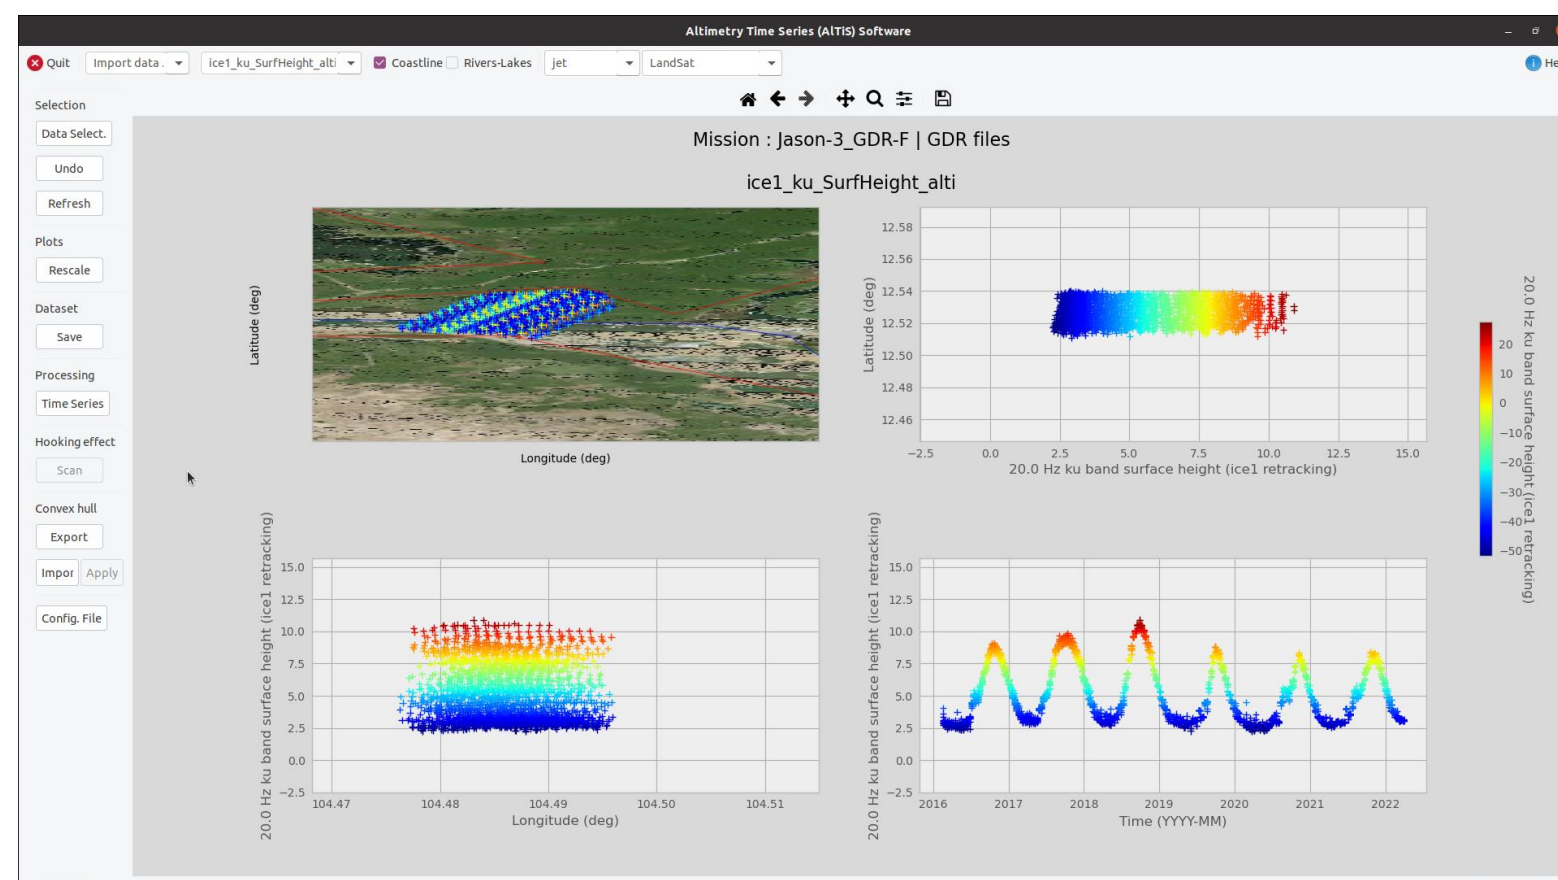 Altimetry Time Series (AlTiS) Software
Quit
Import data .
ice1_ku_SurfHeight_alti
Coastline
Rivers-Lakes
jet
LandSat
He
Selection
Data Select.
Undo
Refresh
Plots
Rescale
Dataset
Save
Processing
Time Series
Hooking effect
Scan
Convex hull
Export
Impor
Apply
Config. File
Mission : Jason-3_GDR-F | GDR files
ice1_ku_SurfHeight_alti
Latitude (deg)
Longitude (deg)
Latitude (deg)
12.58
12.56
12.54
12.52
12.50
12.48
12.46
−2.5 0.0 2.5 5.0 7.5 10.0 12.5 15.0
20.0 Hz ku band surface height (ice1 retracking)
20
10
0
−10
−20
−30
−40
−50
20.0 Hz ku band surface height (ice1 retracking)
20.0 Hz ku band surface height (ice1 retracking)
15.0
12.5
10.0
7.5
5.0
2.5
0.0
−2.5
104.47 104.48 104.49 104.50 104.51
Longitude (deg)
20.0 Hz ku band surface height (ice1 retracking)
15.0
12.5
10.0
7.5
5.0
2.5
0.0
−2.5
2016 2017 2018 2019 2020 2021 2022
Time (YYYY-MM)